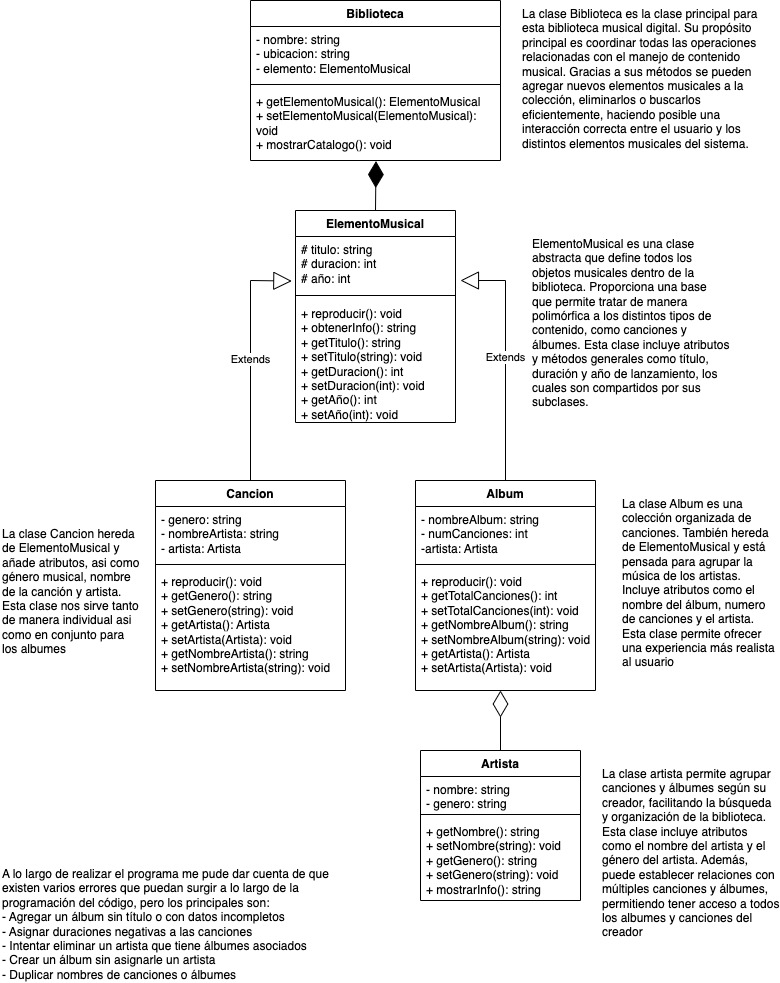 Biblioteca
- nombre: string
- ubicacion: string
- elemento: ElementoMusical
+ getElementoMusical(): ElementoMusical
+ setElementoMusical(ElementoMusical):
void
+ mostrarCatalogo(): void
La clase Biblioteca es la clase principal para
esta biblioteca musical digital. Su propósito
principal es coordinar todas las operaciones
relacionadas con el manejo de contenido
musical. Gracias a sus métodos se pueden
agregar nuevos elementos musicales a la
colección, eliminarlos o buscarlos
eficientemente, haciendo posible una
interacción correcta entre el usuario y los
distintos elementos musicales del sistema.
ElementoMusical
# titulo: string
# duracion: int
# año: int
+ reproducir(): void
+ obtenerInfo(): string
+ getTitulo(): string
+ setTitulo(string): void
+ getDuracion(): int
+ setDuracion(int): void
+ getAño(): int
+ setAño(int): void
ElementoMusical es una clase
abstracta que define todos los
objetos musicales dentro de la
biblioteca. Proporciona una base
que permite tratar de manera
polimórfica a los distintos tipos de
contenido, como canciones y
álbumes. Esta clase incluye atributos
y métodos generales como título,
duración y año de lanzamiento, los
cuales son compartidos por sus
subclases.
Extends
Extends
Cancion
- genero: string
- nombreArtista: string
- artista: Artista
+ reproducir(): void
+ getGenero(): string
+ setGenero(string): void
+ getArtista(): Artista
+ setArtista(Artista): void
+ getNombreArtista(): string
+ setNombreArtista(string): void
La clase Cancion hereda
de ElementoMusical y
añade atributos, asi como
género musical, nombre
de la canción y artista.
Esta clase nos sirve tanto
de manera individual asi
como en conjunto para
los albumes
Album
- nombreAlbum: string
- numCanciones: int
-artista: Artista
+ reproducir(): void
+ getTotalCanciones(): int
+ setTotalCanciones(int): void
+ getNombreAlbum(): string
+ setNombreAlbum(string): void
+ getArtista(): Artista
+ setArtista(Artista): void
La clase Album es una
colección organizada de
canciones. También hereda
de ElementoMusical y está
pensada para agrupar la
música de los artistas.
Incluye atributos como el
nombre del álbum, numero
de canciones y el artista.
Esta clase permite ofrecer
una experiencia más realista
al usuario
Artista
- nombre: string
- genero: string
+ getNombre(): string
+ setNombre(string): void
+ getGenero(): string
+ setGenero(string): void
+ mostrarInfo(): string
La clase artista permite agrupar
canciones y álbumes según su
creador, facilitando la búsqueda
y organización de la biblioteca.
Esta clase incluye atributos
como el nombre del artista y el
género del artista. Además,
puede establecer relaciones con
múltiples canciones y álbumes,
permitiendo tener acceso a todos
los albumes y canciones del
creador
A lo largo de realizar el programa me pude dar cuenta de que
existen varios errores que puedan surgir a lo largo de la
programación del código, pero los principales son:
- Agregar un álbum sin título o con datos incompletos
- Asignar duraciones negativas a las canciones
- Intentar eliminar un artista que tiene álbumes asociados
- Crear un álbum sin asignarle un artista
- Duplicar nombres de canciones o álbumes